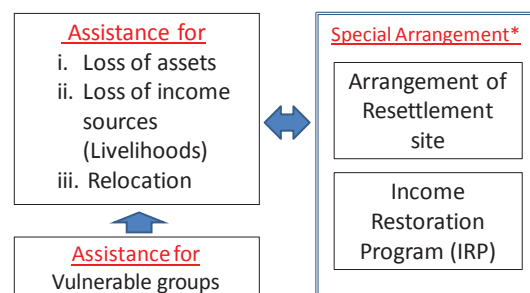 Assistance for
i. Loss of assets
ii. Loss of income
sources
(Livelihoods)
iii. Relocation
Assistance for
Vulnerable groups
Special Arrangement*
Arrangement of
Resettlement
site
Income
Restoration
Program (IRP)